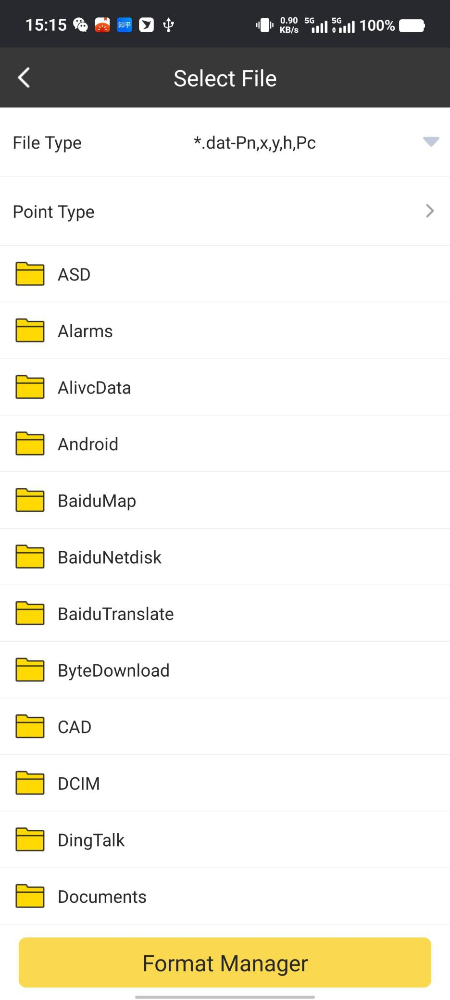 15:15 知乎 0.90 KB/s 5G 5G 100%
Select File
File Type *.dat-Pn,x,y,h,Pc
Point Type
ASD
Alarms
AlivcData
Android
BaiduMap
BaiduNetdisk
BaiduTranslate
ByteDownload
CAD
DCIM
DingTalk
Documents
Format Manager